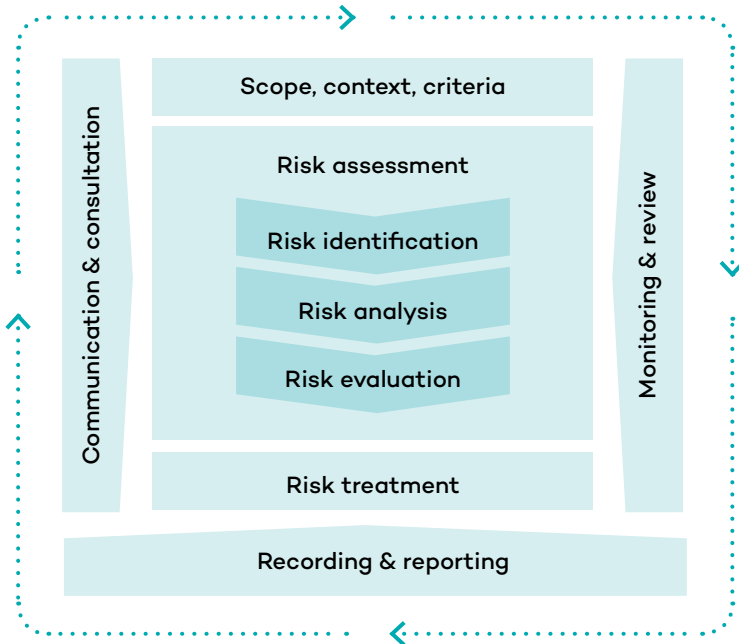 Scope, context, criteria
Communication & consultation
Risk assessment
Risk identification
Risk analysis
Risk evaluation
Monitoring & review
Risk treatment
Recording & reporting